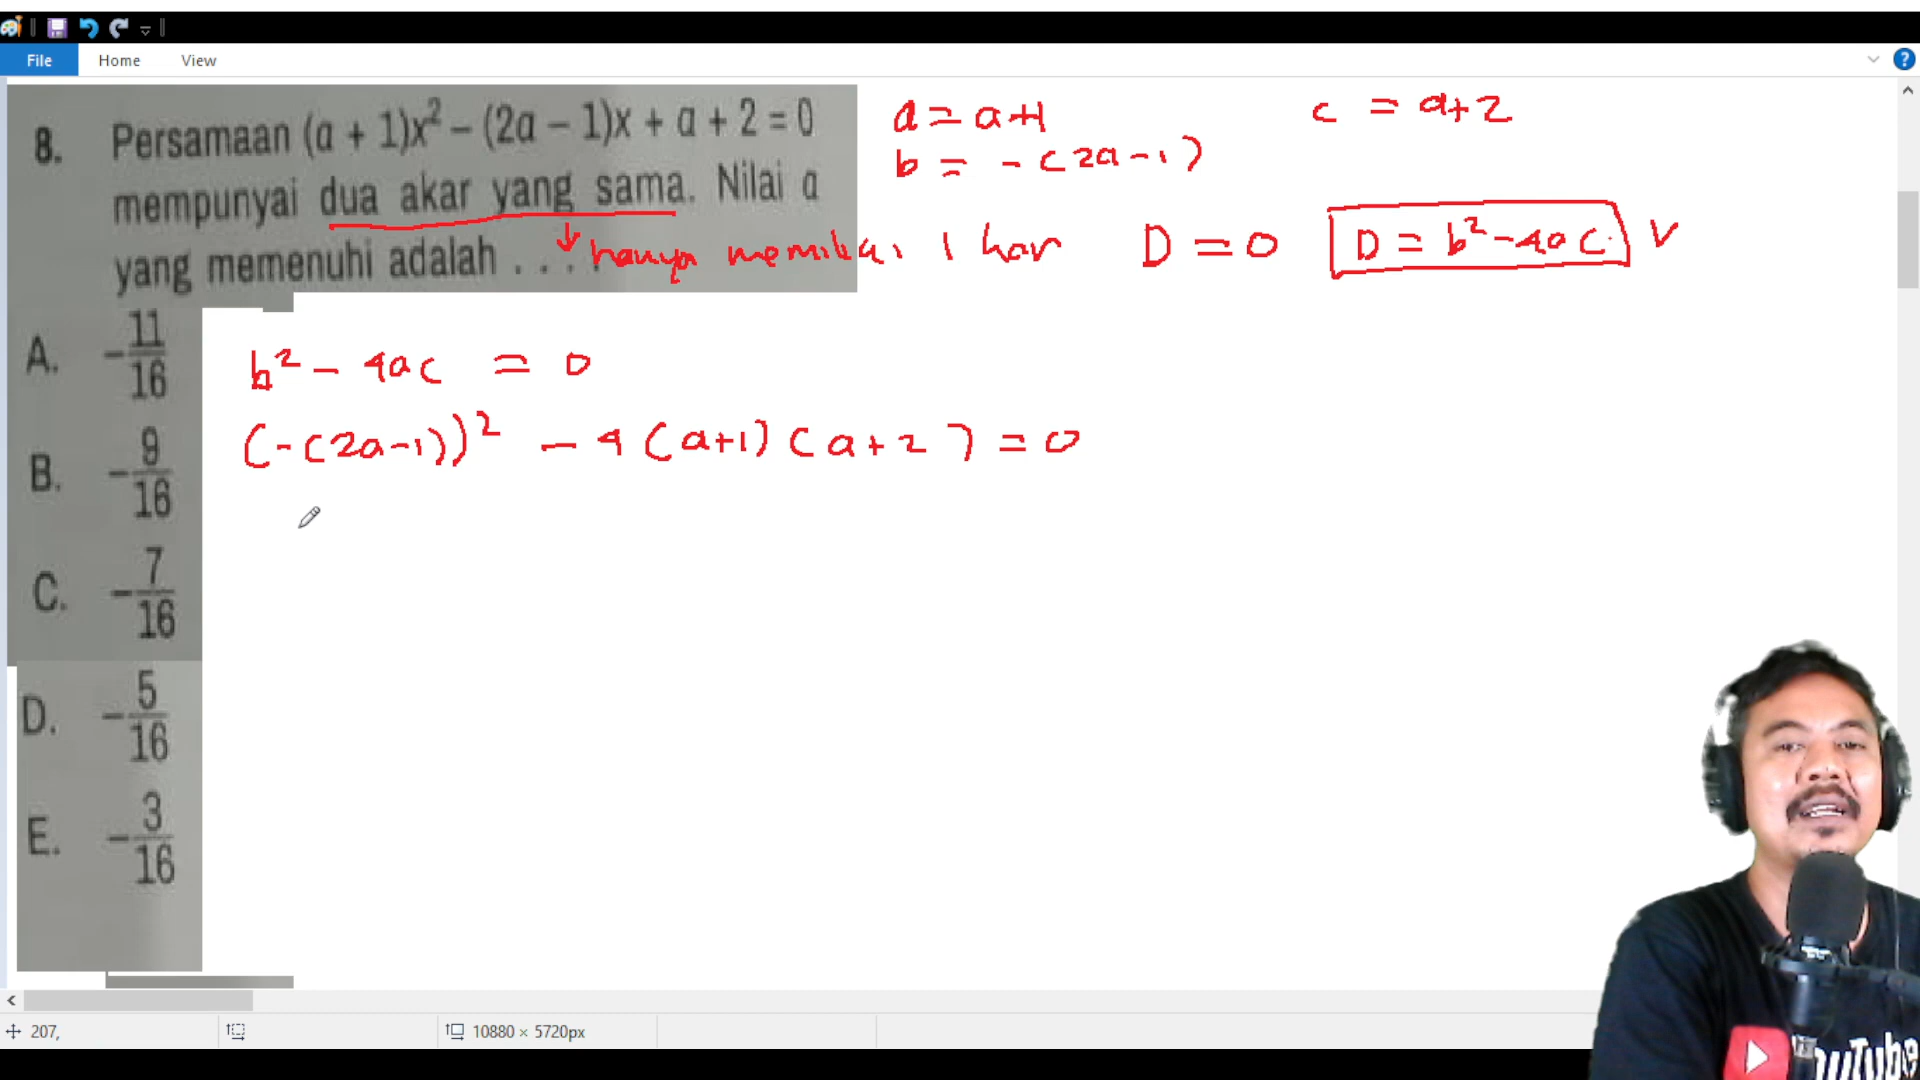 File Home View
8. Persamaan (a + 1)x² – (2a – 1)x + a + 2 = 0
mempunyai dua akar yang sama. Nilai a
yang memenuhi adalah . . . .
a = a+1
b = -(2a-1)
c = a+2
hanya memiliki 1 har
D = 0
D = b² - 4ac. V
A. -11/16
B. -9/16
C. -7/16
D. -5/16
E. -3/16
b² - 4ac = 0
(-(2a-1))² - 4(a+1)(a+2) = 0
207,
10880 × 5720px
YouTube